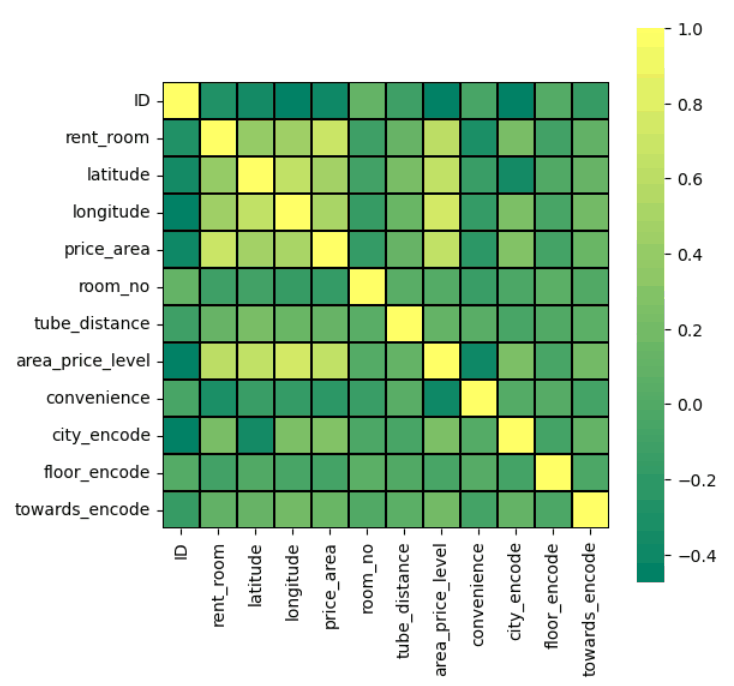 ID
rent_room
latitude
longitude
price_area
room_no
tube_distance
area_price_level
convenience
city_encode
floor_encode
towards_encode
ID
rent_room
latitude
longitude
price_area
room_no
tube_distance
area_price_level
convenience
city_encode
floor_encode
towards_encode
1.0
0.8
0.6
0.4
0.2
0.0
−0.2
−0.4